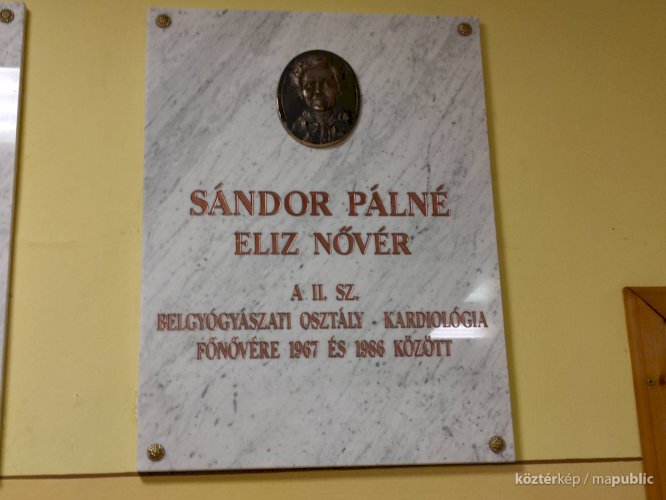 SÁNDOR PÁLNÉ
ELIZ NŐVÉR
A II. SZ.
BELGYÓGYÁSZATI OSZTÁLY - KARDIOLÓGIA
FŐNŐVÉRE 1967 ÉS 1986 KÖZÖTT
köztérkép / mapublic